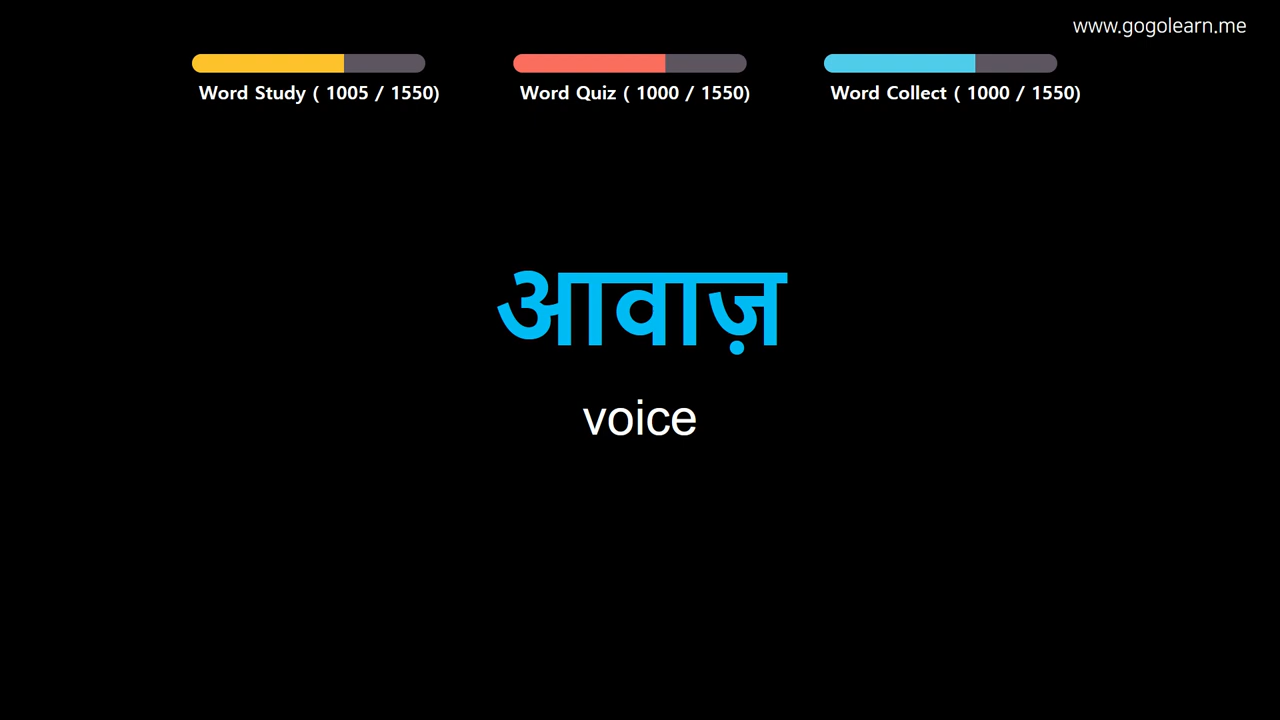 www.gogolearn.me
Word Study ( 1005 / 1550)
Word Quiz ( 1000 / 1550)
Word Collect ( 1000 / 1550)
आवाज़
voice